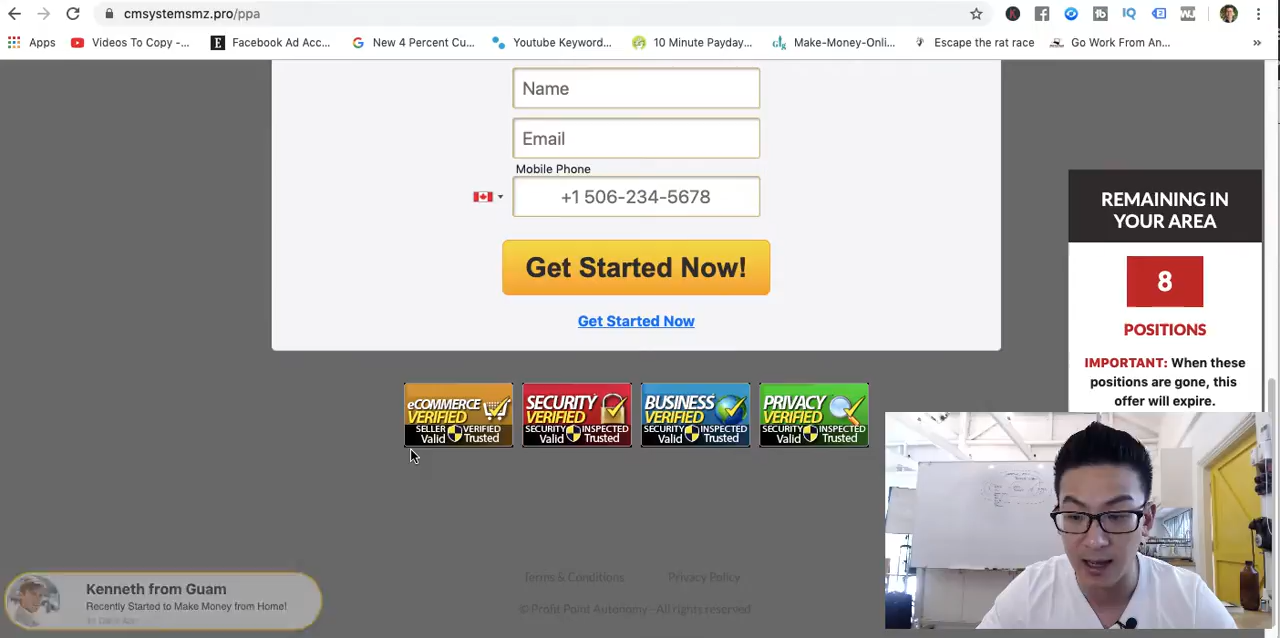 cmsystemsmz.pro/ppa
Apps
Videos To Copy -...
Facebook Ad Acc...
New 4 Percent Cu...
Youtube Keyword...
10 Minute Payday...
Make-Money-Onli...
Escape the rat race
Go Work From An...
»
Name
Email
Mobile Phone
+1 506-234-5678
Get Started Now!
Get Started Now
REMAINING IN
YOUR AREA
8
POSITIONS
IMPORTANT: When these
positions are gone, this
offer will expire.
eCOMMERCE
VERIFIED
SELLER VERIFIED
Valid Trusted
SECURITY
VERIFIED
SECURITY INSPECTED
Valid Trusted
BUSINESS
VERIFIED
SECURITY INSPECTED
Valid Trusted
PRIVACY
VERIFIED
SECURITY INSPECTED
Valid Trusted
Kenneth from Guam
Recently Started to Make Money from Home!
Terms & Conditions
Privacy Policy
© Profit Point Autonomy - All rights reserved